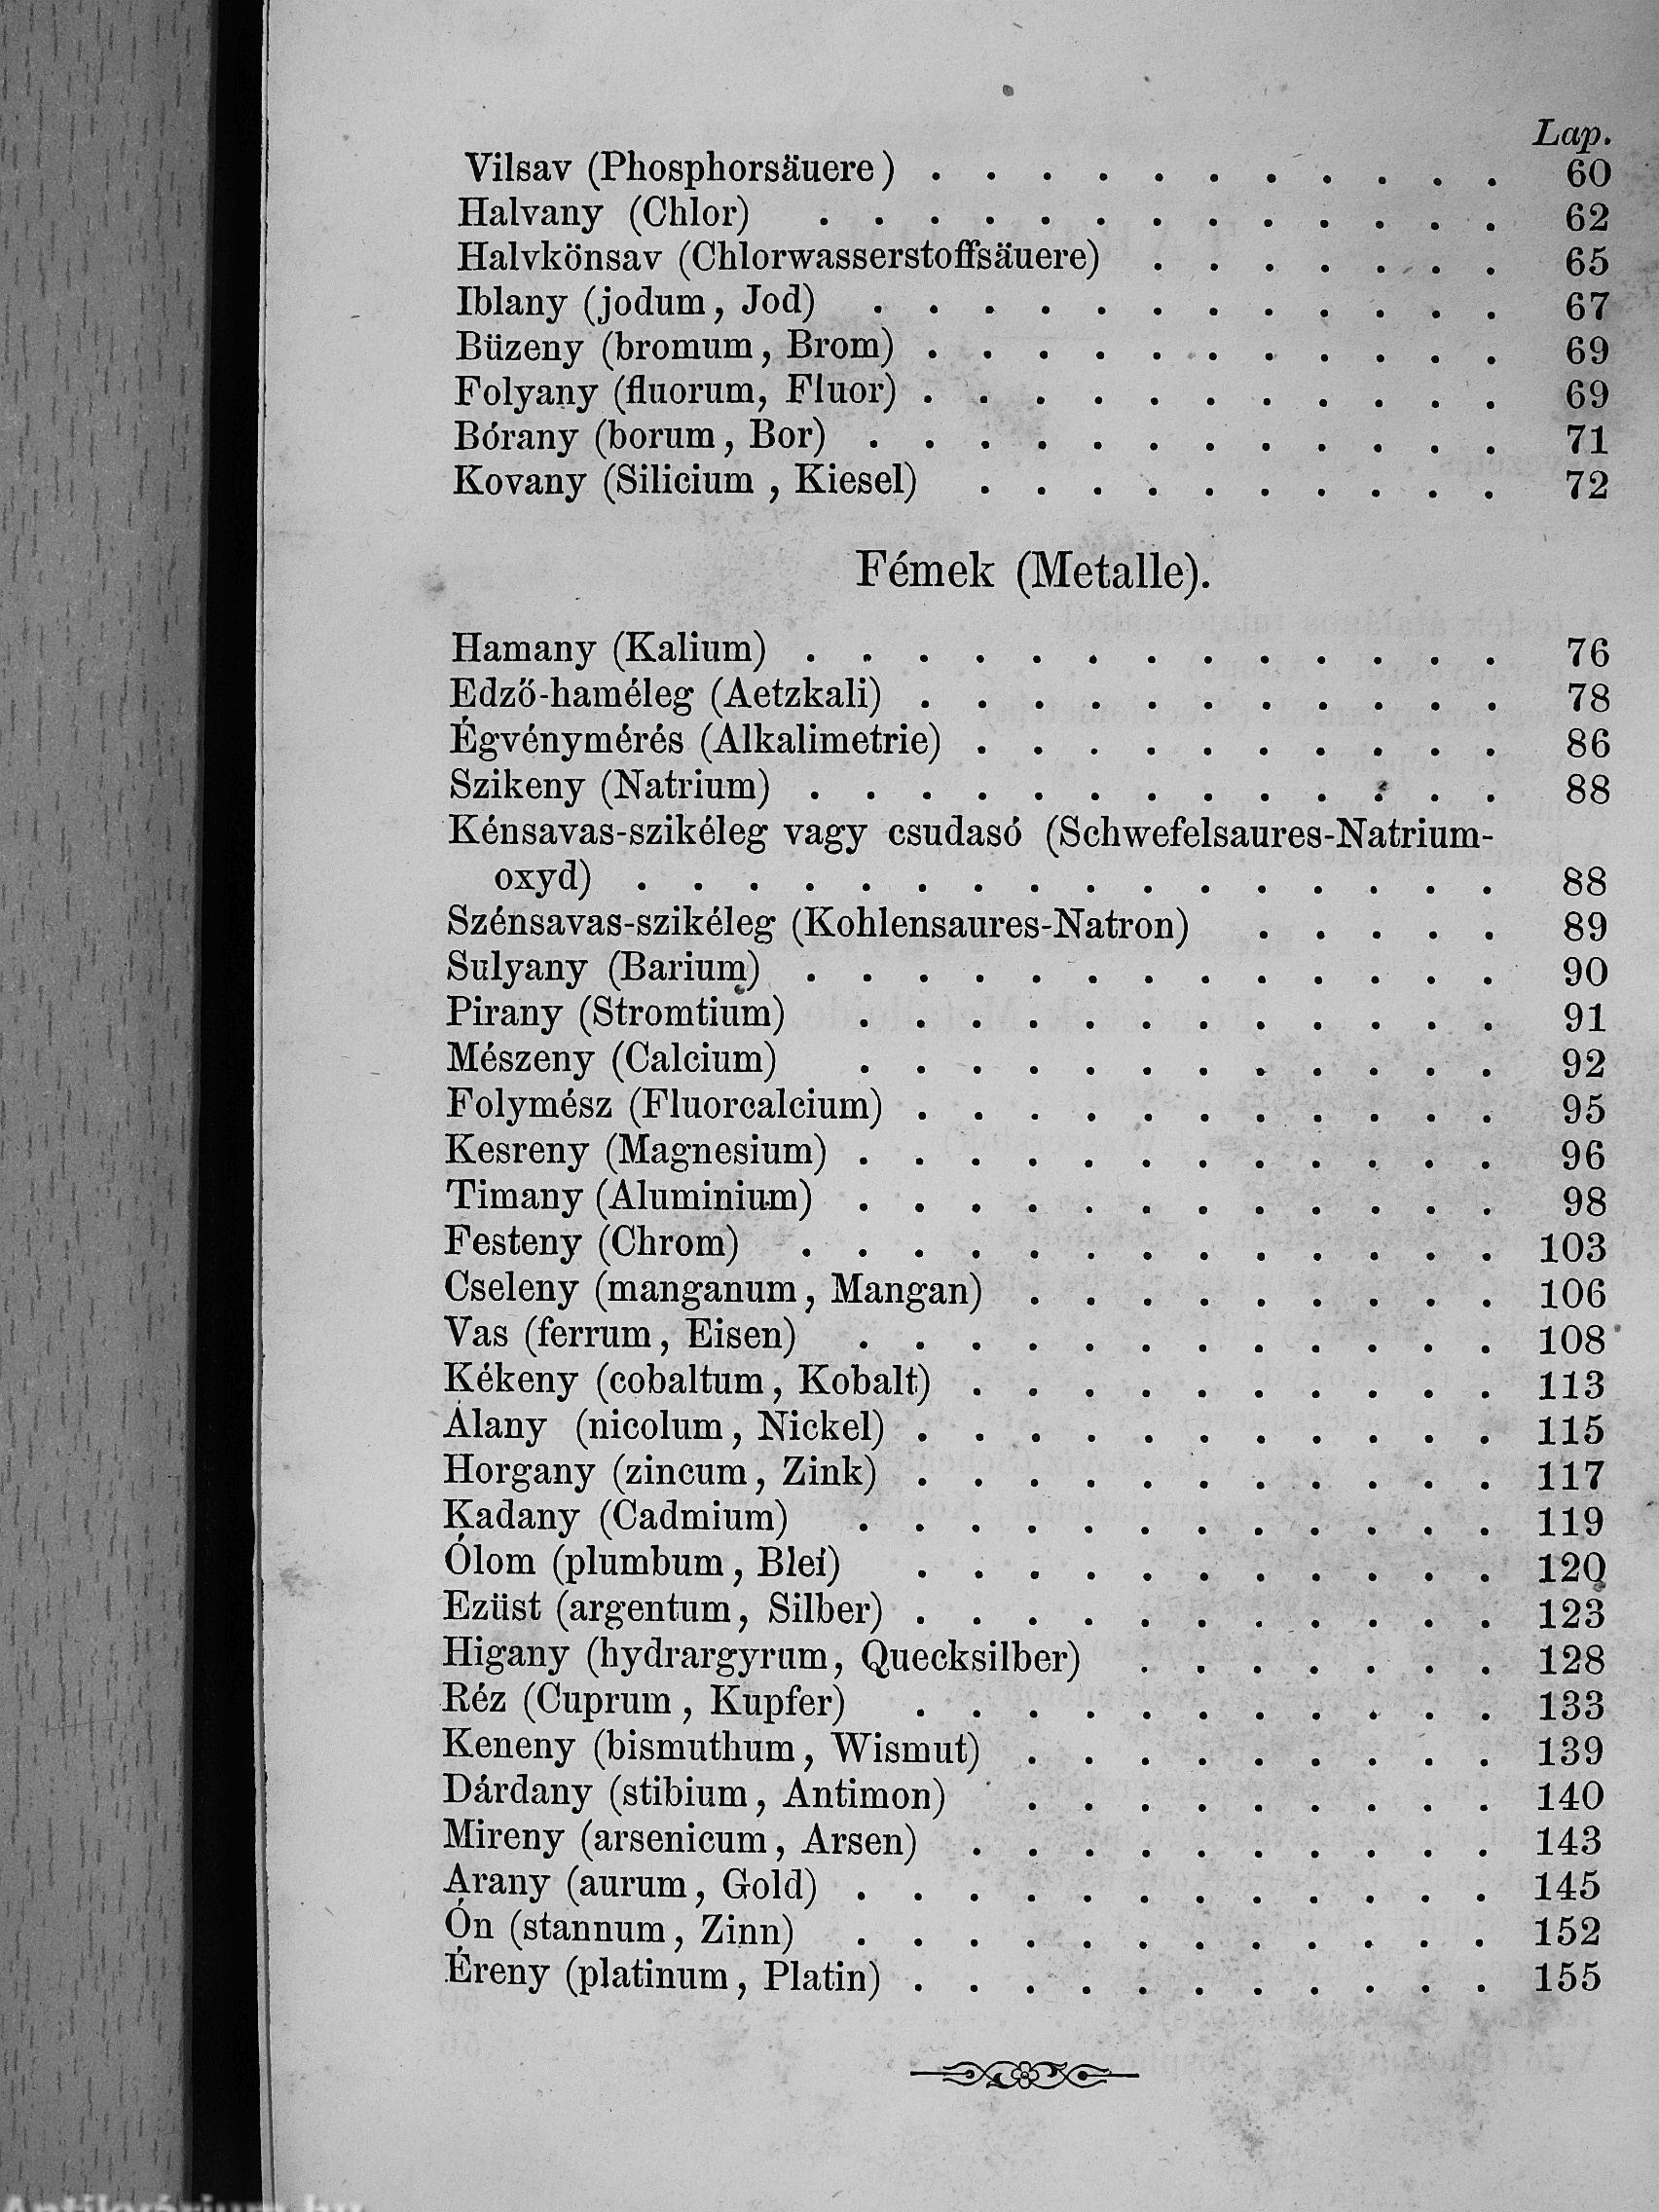 Lap.
Vilsav (Phosphorsäuere) . . . . . . . . . . . 60
Halvany (Chlor) . . . . . . . . . . . . . 62
Halvkönsav (Chlorwasserstoffsäuere) . . . . . . . 65
Iblany (jodum, Jod) . . . . . . . . . . . . 67
Büzeny (bromum, Brom) . . . . . . . . . . . 69
Folyany (fluorum, Fluor) . . . . . . . . . . . 69
Bórany (borum, Bor) . . . . . . . . . . . . 71
Kovany (Silicium, Kiesel) . . . . . . . . . . 72
Fémek (Metalle).
Hamany (Kalium) . . . . . . . . . . . . . 76
Edző-haméleg (Aetzkali) . . . . . . . . . . . 78
Égvénymérés (Alkalimetrie) . . . . . . . . . . 86
Szikeny (Natrium) . . . . . . . . . . . . . 88
Kénsavas-szikéleg vagy csudasó (Schwefelsaures-Natrium-
oxyd) . . . . . . . . . . . . . . . . 88
Szénsavas-szikéleg (Kohlensaures-Natron) . . . . . 89
Sulyany (Barium) . . . . . . . . . . . . . 90
Pirany (Stromtium) . . . . . . . . . . . . 91
Mészeny (Calcium) . . . . . . . . . . . . 92
Folymész (Fluorcalcium) . . . . . . . . . . . 95
Kesreny (Magnesium) . . . . . . . . . . . . 96
Timany (Aluminium) . . . . . . . . . . . . 98
Festeny (Chrom) . . . . . . . . . . . . . 103
Cseleny (manganum, Mangan) . . . . . . . . . 106
Vas (ferrum, Eisen) . . . . . . . . . . . . 108
Kékeny (cobaltum, Kobalt) . . . . . . . . . . 113
Álany (nicolum, Nickel) . . . . . . . . . . . 115
Horgany (zincum, Zink) . . . . . . . . . . . 117
Kadany (Cadmium) . . . . . . . . . . . . 119
Ólom (plumbum, Blei) . . . . . . . . . . . 120
Ezüst (argentum, Silber) . . . . . . . . . . . 123
Higany (hydrargyrum, Quecksilber) . . . . . . . 128
Réz (Cuprum, Kupfer) . . . . . . . . . . . 133
Keneny (bismuthum, Wismut) . . . . . . . . . 139
Dárdany (stibium, Antimon) . . . . . . . . . 140
Mireny (arsenicum, Arsen) . . . . . . . . . . 143
Arany (aurum, Gold) . . . . . . . . . . . . 145
Ón (stannum, Zinn) . . . . . . . . . . . . 152
Éreny (platinum, Platin) . . . . . . . . . . . 155